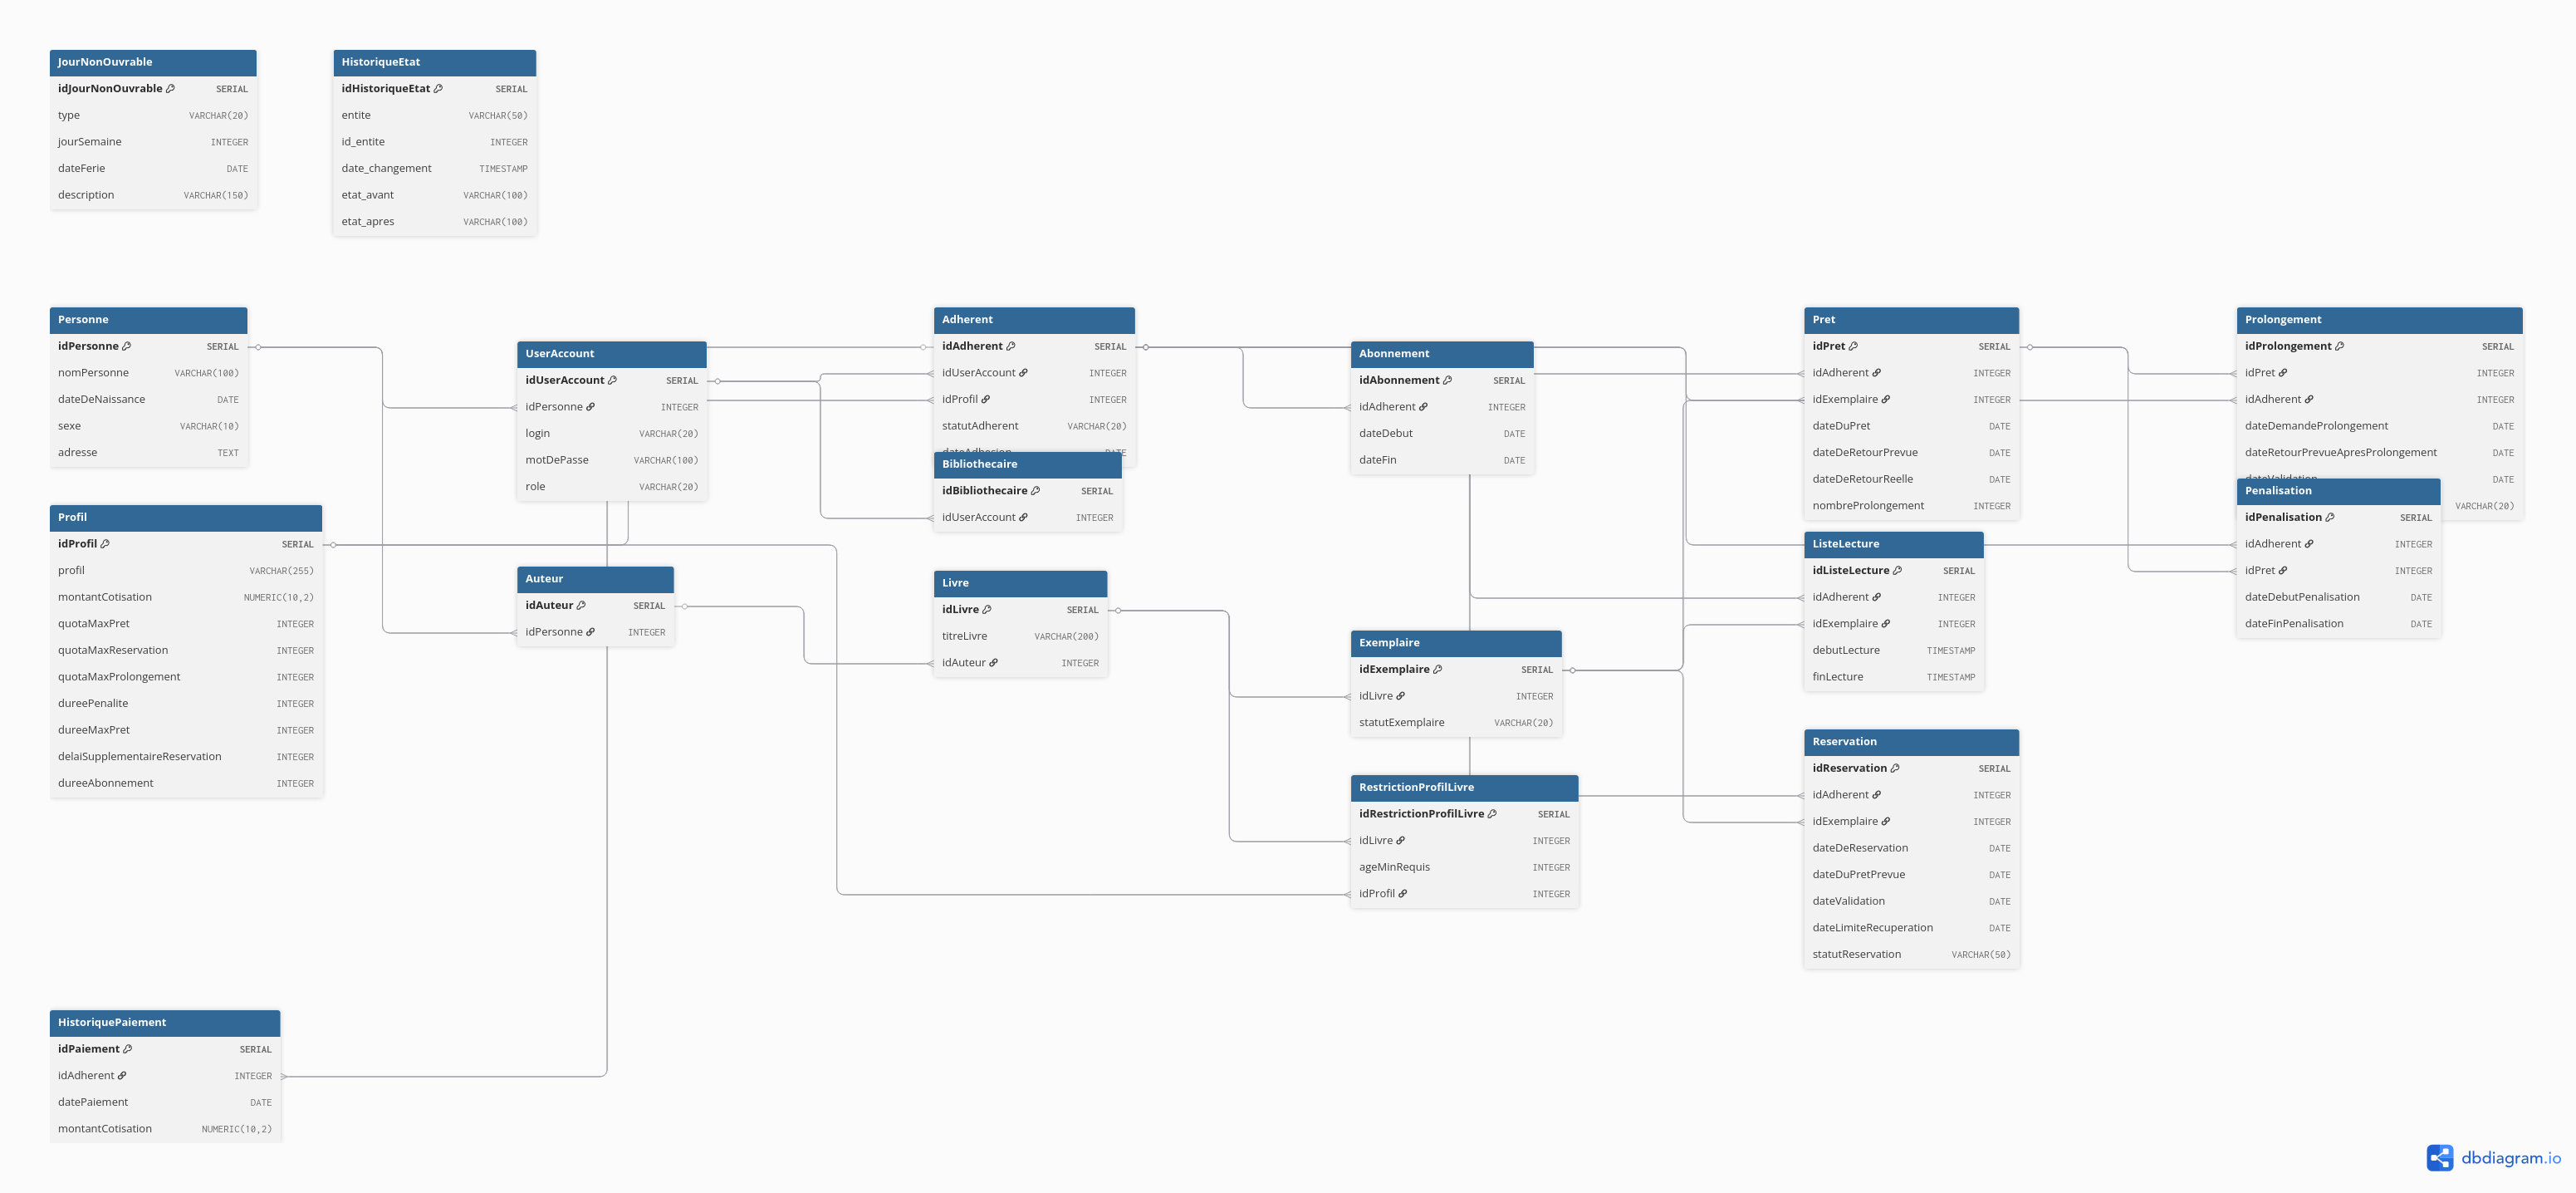 JourNonOuvrable
idJourNonOuvrable SERIAL
type VARCHAR(20)
jourSemaine INTEGER
dateFerie DATE
description VARCHAR(150)
HistoriqueEtat
idHistoriqueEtat SERIAL
entite VARCHAR(50)
id_entite INTEGER
date_changement TIMESTAMP
etat_avant VARCHAR(100)
etat_apres VARCHAR(100)
Personne
idPersonne SERIAL
nomPersonne VARCHAR(100)
dateDeNaissance DATE
sexe VARCHAR(10)
adresse TEXT
Profil
idProfil SERIAL
profil VARCHAR(255)
montantCotisation NUMERIC(10,2)
quotaMaxPret INTEGER
quotaMaxReservation INTEGER
quotaMaxProlongement INTEGER
dureePenalite INTEGER
dureeMaxPret INTEGER
delaiSupplementaireReservation INTEGER
dureeAbonnement INTEGER
HistoriquePaiement
idPaiement SERIAL
idAdherent INTEGER
datePaiement DATE
montantCotisation NUMERIC(10,2)
UserAccount
idUserAccount SERIAL
idPersonne INTEGER
login VARCHAR(20)
motDePasse VARCHAR(100)
role VARCHAR(20)
Auteur
idAuteur SERIAL
idPersonne INTEGER
Adherent
idAdherent SERIAL
idUserAccount INTEGER
idProfil INTEGER
statutAdherent VARCHAR(20)
dateAdhesion DATE
Bibliothecaire
idBibliothecaire SERIAL
idUserAccount INTEGER
Livre
idLivre SERIAL
titreLivre VARCHAR(200)
idAuteur INTEGER
Abonnement
idAbonnement SERIAL
idAdherent INTEGER
dateDebut DATE
dateFin DATE
Exemplaire
idExemplaire SERIAL
idLivre INTEGER
statutExemplaire VARCHAR(20)
RestrictionProfilLivre
idRestrictionProfilLivre SERIAL
idLivre INTEGER
ageMinRequis INTEGER
idProfil INTEGER
Pret
idPret SERIAL
idAdherent INTEGER
idExemplaire INTEGER
dateDuPret DATE
dateDeRetourPrevue DATE
dateDeRetourReelle DATE
nombreProlongement INTEGER
ListeLecture
idListeLecture SERIAL
idAdherent INTEGER
idExemplaire INTEGER
debutLecture TIMESTAMP
finLecture TIMESTAMP
Reservation
idReservation SERIAL
idAdherent INTEGER
idExemplaire INTEGER
dateDeReservation DATE
dateDuPretPrevue DATE
dateValidation DATE
dateLimiteRecuperation DATE
statutReservation VARCHAR(50)
Prolongement
idProlongement SERIAL
idPret INTEGER
idAdherent INTEGER
dateDemandeProlongement DATE
dateRetourPrevueApresProlongement DATE
dateValidation DATE
VARCHAR(20)
Penalisation
idPenalisation SERIAL
idAdherent INTEGER
idPret INTEGER
dateDebutPenalisation DATE
dateFinPenalisation DATE
dbdiagram.io